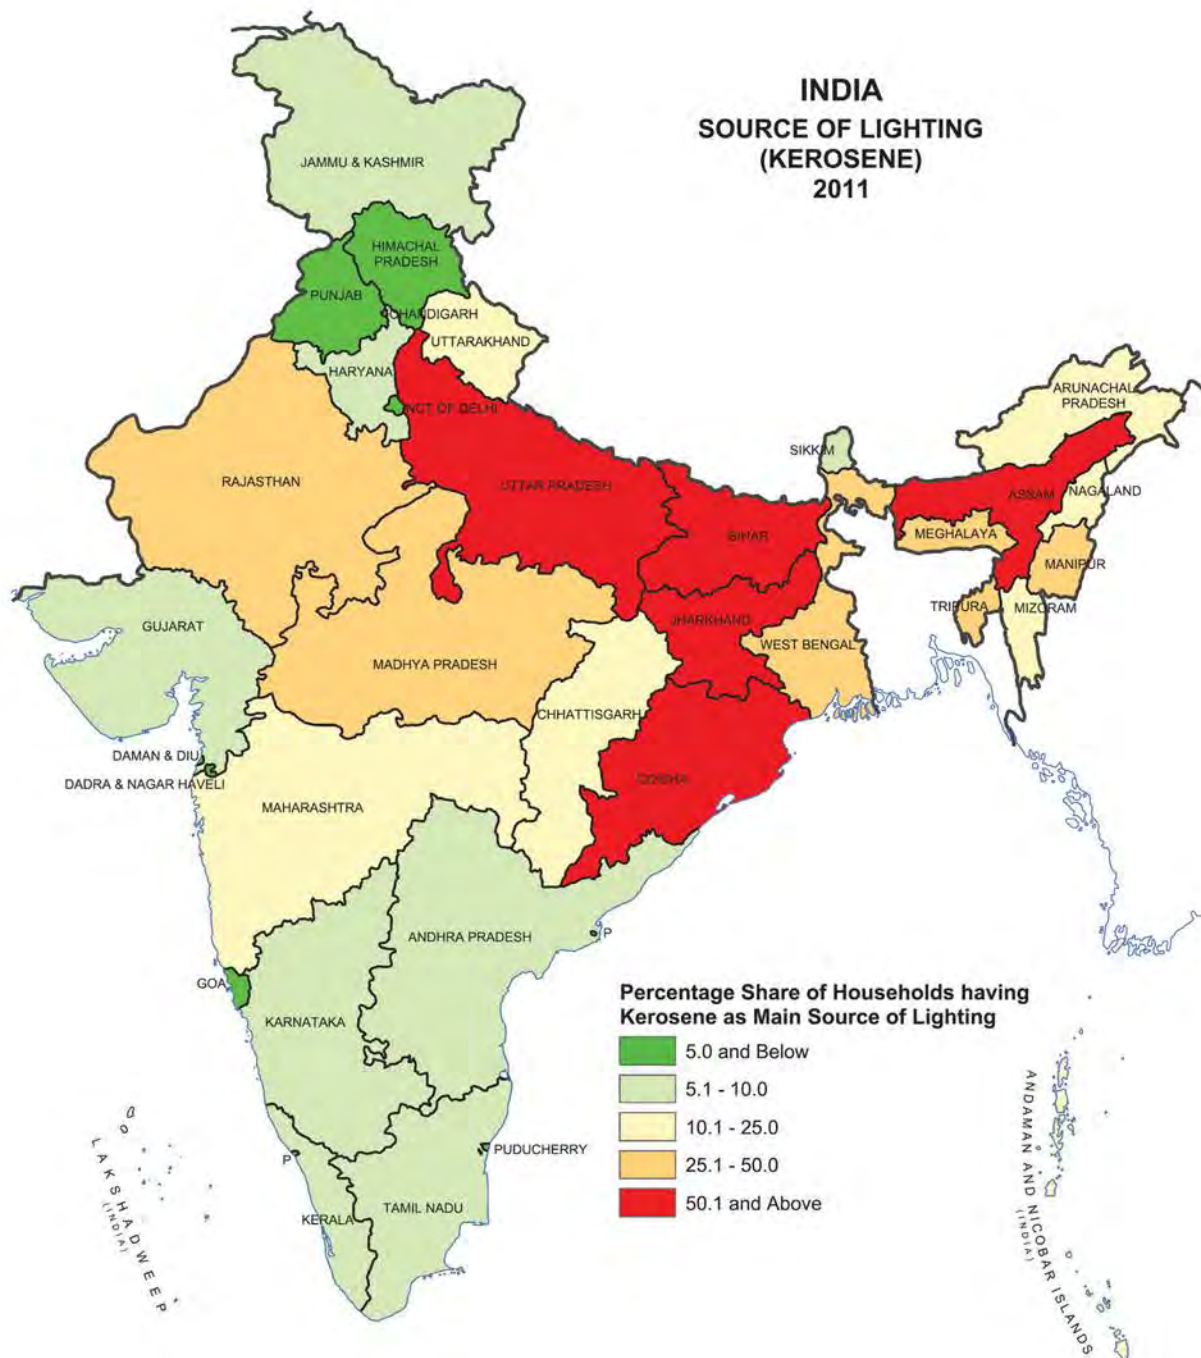 INDIA
SOURCE OF LIGHTING
(KEROSENE)
2011
JAMMU & KASHMIR
HIMACHAL
PRADESH
PUNJAB
CHANDIGARH
UTTARAKHAND
HARYANA
NCT OF DELHI
ARUNACHAL
PRADESH
SIKKIM
RAJASTHAN
UTTAR PRADESH
ASSAM
NAGALAND
BIHAR
MEGHALAYA
MANIPUR
TRIPURA
MIZORAM
GUJARAT
JHARKHAND
WEST BENGAL
MADHYA PRADESH
CHHATTISGARH
DAMAN & DIU
DADRA & NAGAR HAVELI
ODISHA
MAHARASHTRA
ANDHRA PRADESH
P
GOA
KARNATAKA
Percentage Share of Households having
Kerosene as Main Source of Lighting
5.0 and Below
5.1 - 10.0
10.1 - 25.0
25.1 - 50.0
50.1 and Above
PUDUCHERRY
P
KERALA
TAMIL NADU
LAKSHADWEEP
(INDIA)
ANDAMAN AND NICOBAR ISLANDS
(INDIA)